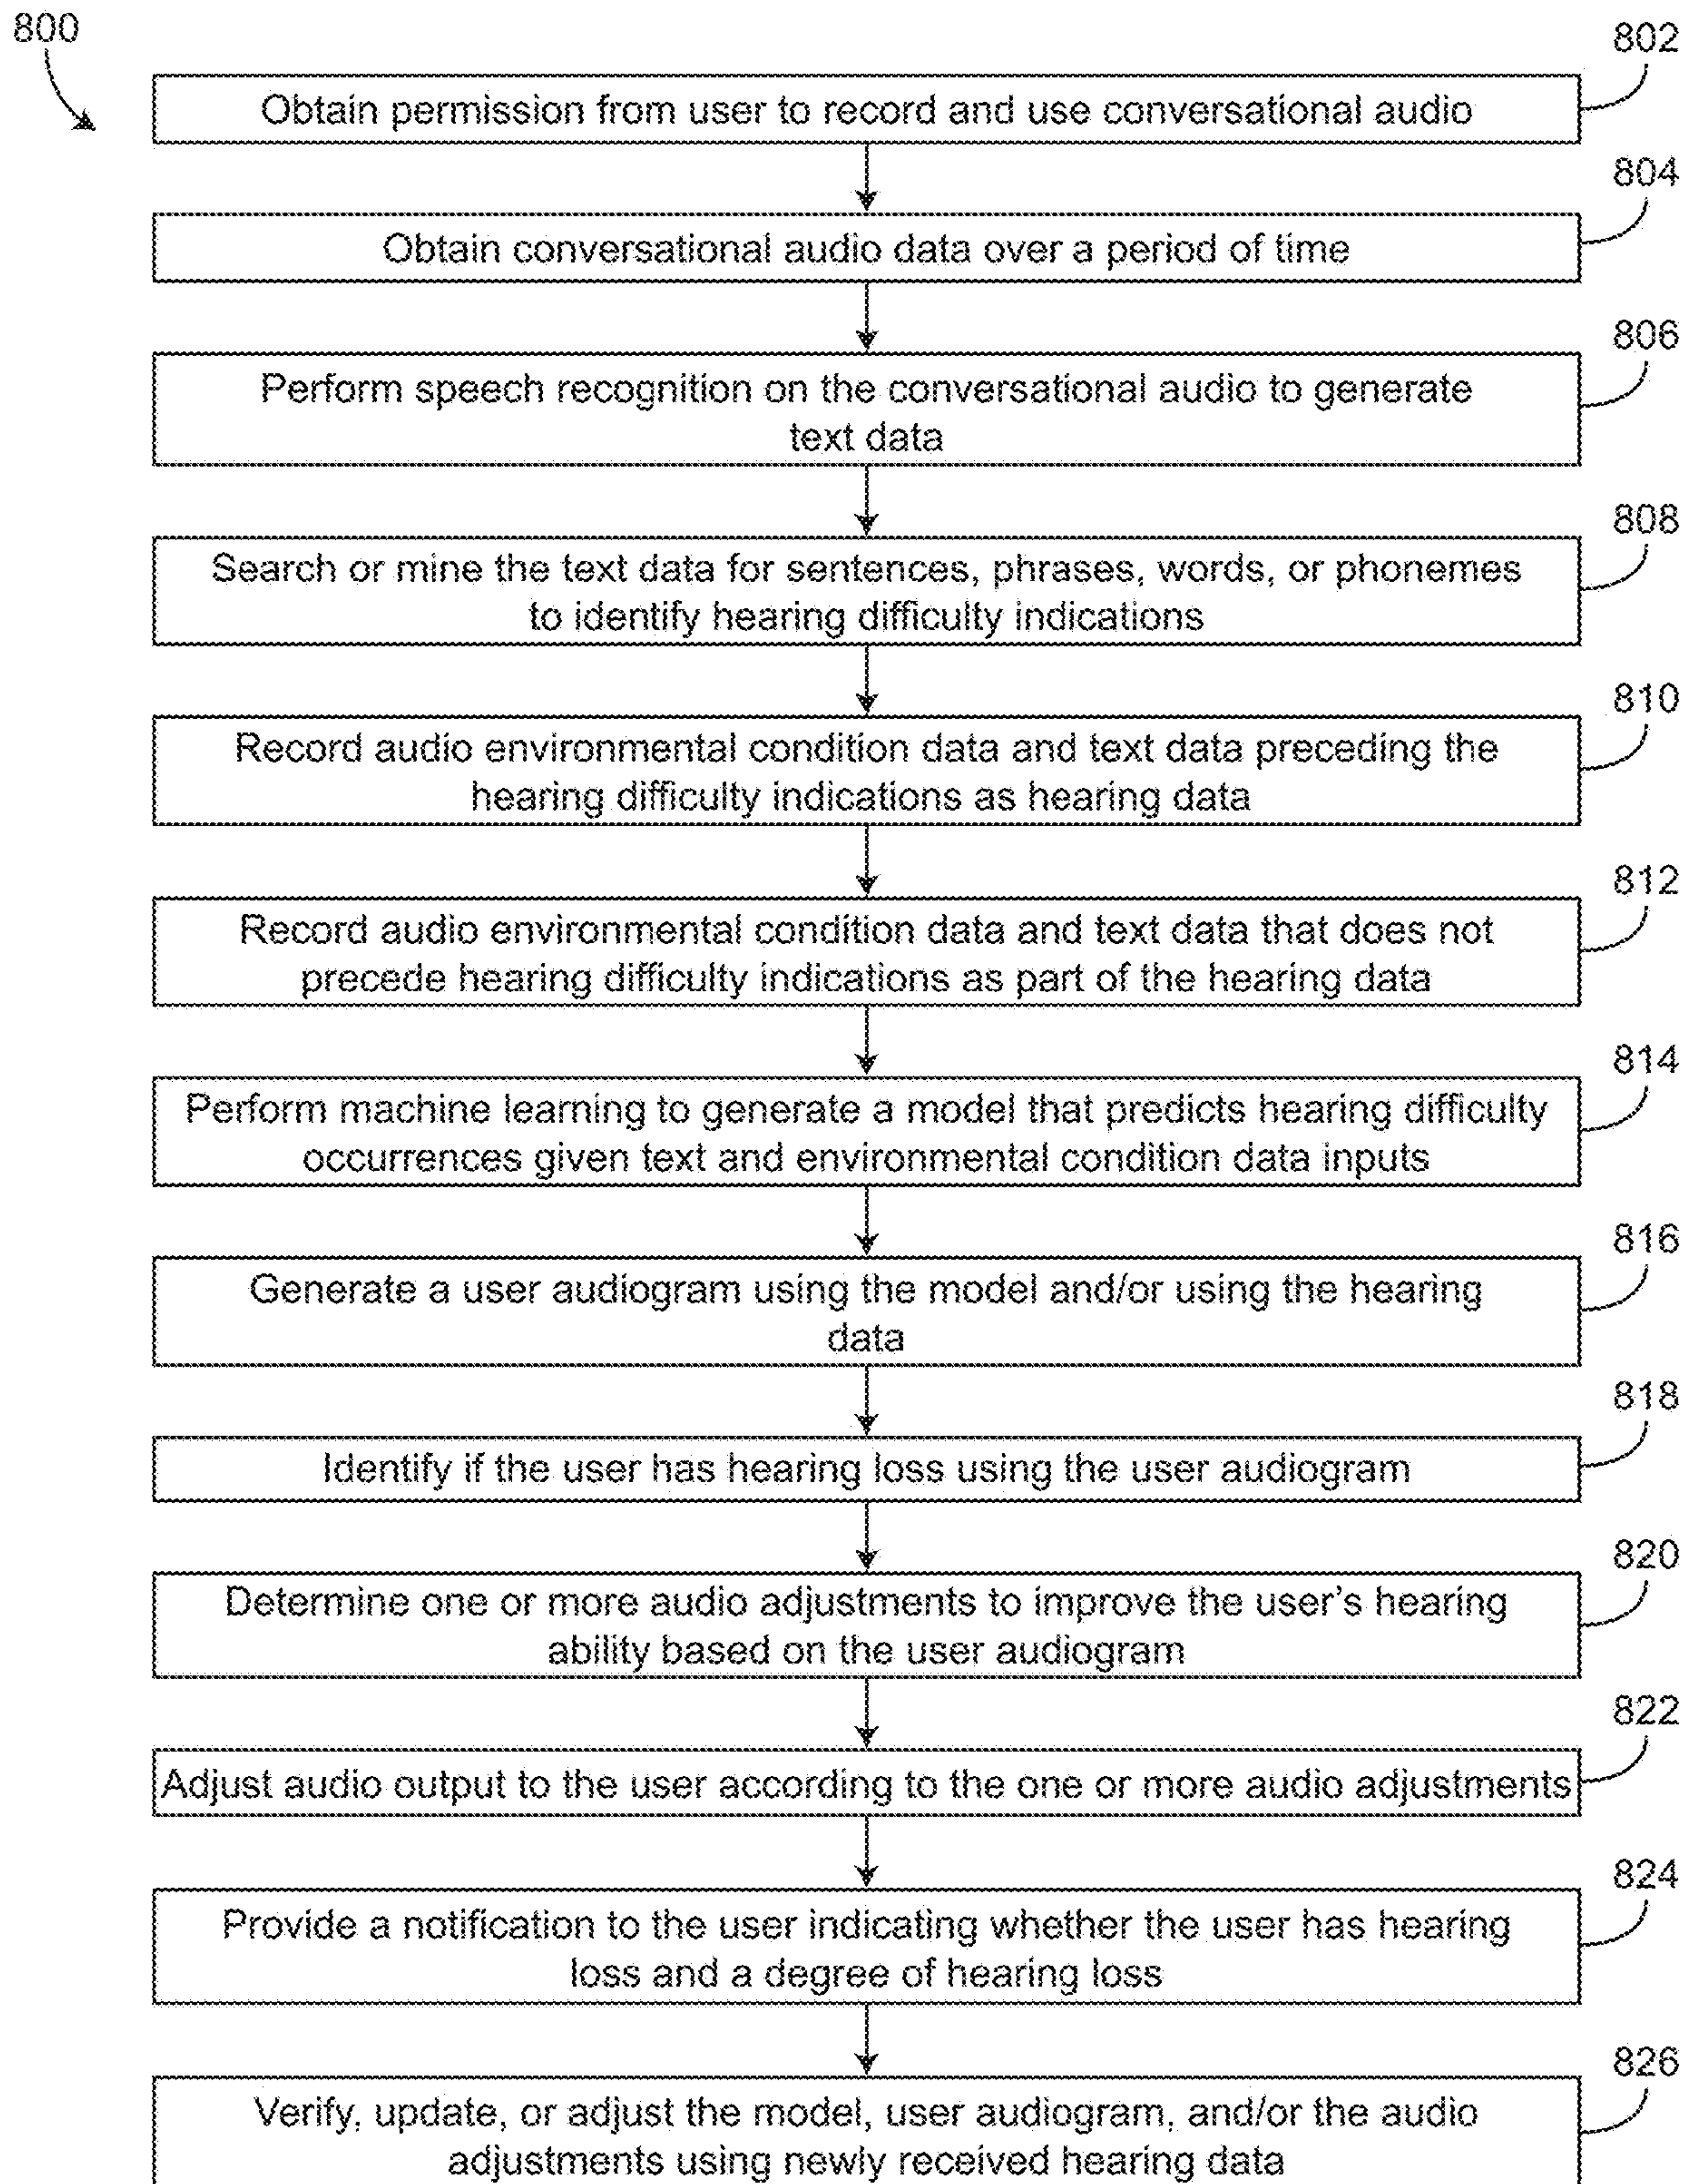 800
802
Obtain permission from user to record and use conversational audio
804
Obtain conversational audio data over a period of time
806
Perform speech recognition on the conversational audio to generate
text data
808
Search or mine the text data for sentences, phrases, words, or phonemes
to identify hearing difficulty indications
810
Record audio environmental condition data and text data preceding the
hearing difficulty indications as hearing data
812
Record audio environmental condition data and text data that does not
precede hearing difficulty indications as part of the hearing data
814
Perform machine learning to generate a model that predicts hearing difficulty
occurrences given text and environmental condition data inputs
816
Generate a user audiogram using the model and/or using the hearing
data
818
Identify if the user has hearing loss using the user audiogram
820
Determine one or more audio adjustments to improve the user's hearing
ability based on the user audiogram
822
Adjust audio output to the user according to the one or more audio adjustments
824
Provide a notification to the user indicating whether the user has hearing
loss and a degree of hearing loss
826
Verify, update, or adjust the model, user audiogram, and/or the audio
adjustments using newly received hearing data